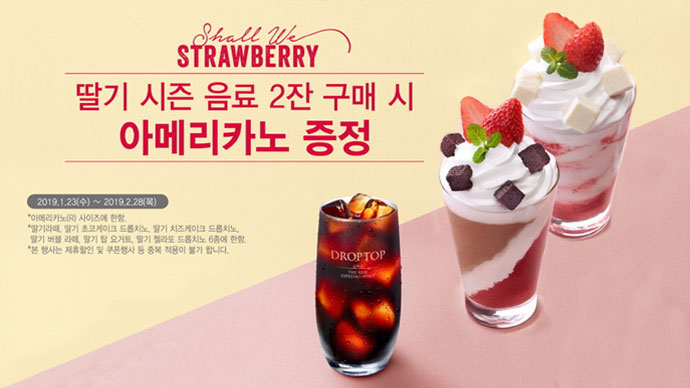 Shall We
STRAWBERRY
딸기 시즌 음료 2잔 구매 시
아메리카노 증정
2019.1.23(수) ~ 2019.2.28(목)
*아메리카노(R) 사이즈에 한함.
*딸기라떼, 딸기 초코케이크 드롭치노, 딸기 치즈케이크 드롭치노,
딸기 버블 라떼, 딸기 탑 요거트, 딸기 젤라또 드롭치노 6종에 한함.
*본 행사는 제휴할인 및 쿠폰행사 등 중복 적용이 불가 합니다.
DROPTOP